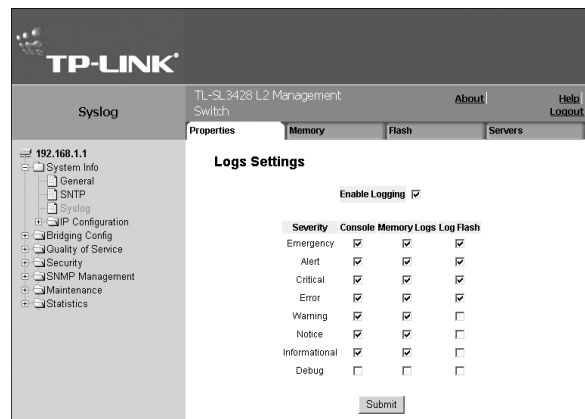 TP-LINK
Syslog
TL-SL3428 L2 Management
Switch
About
Help
Logout
Properties
Memory
Flash
Servers
192.168.1.1
System Info
General
SNTP
Syslog
IP Configuration
Bridging Config
Quality of Service
Security
SNMP Management
Maintenance
Statistics
Logs Settings
Enable Logging
Severity Console Memory Logs Log Flash
Emergency
Alert
Critical
Error
Warning
Notice
Informational
Debug
Submit